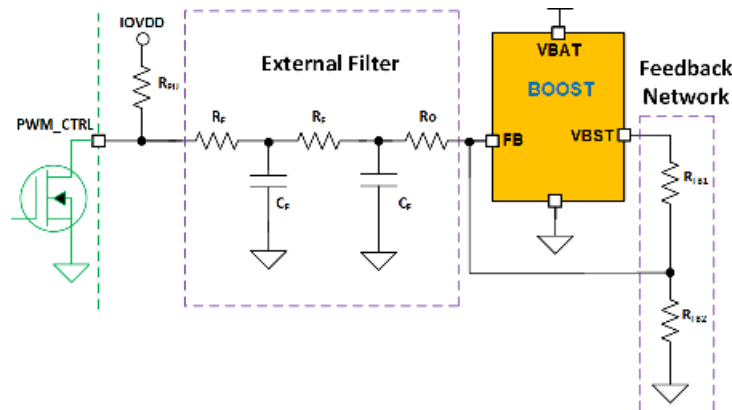 IOVDD
RPU
PWM_CTRL
External Filter
RF
RF
RO
CF
CF
VBAT
BOOST
FB
VBST
Feedback
Network
RFB1
RFB2